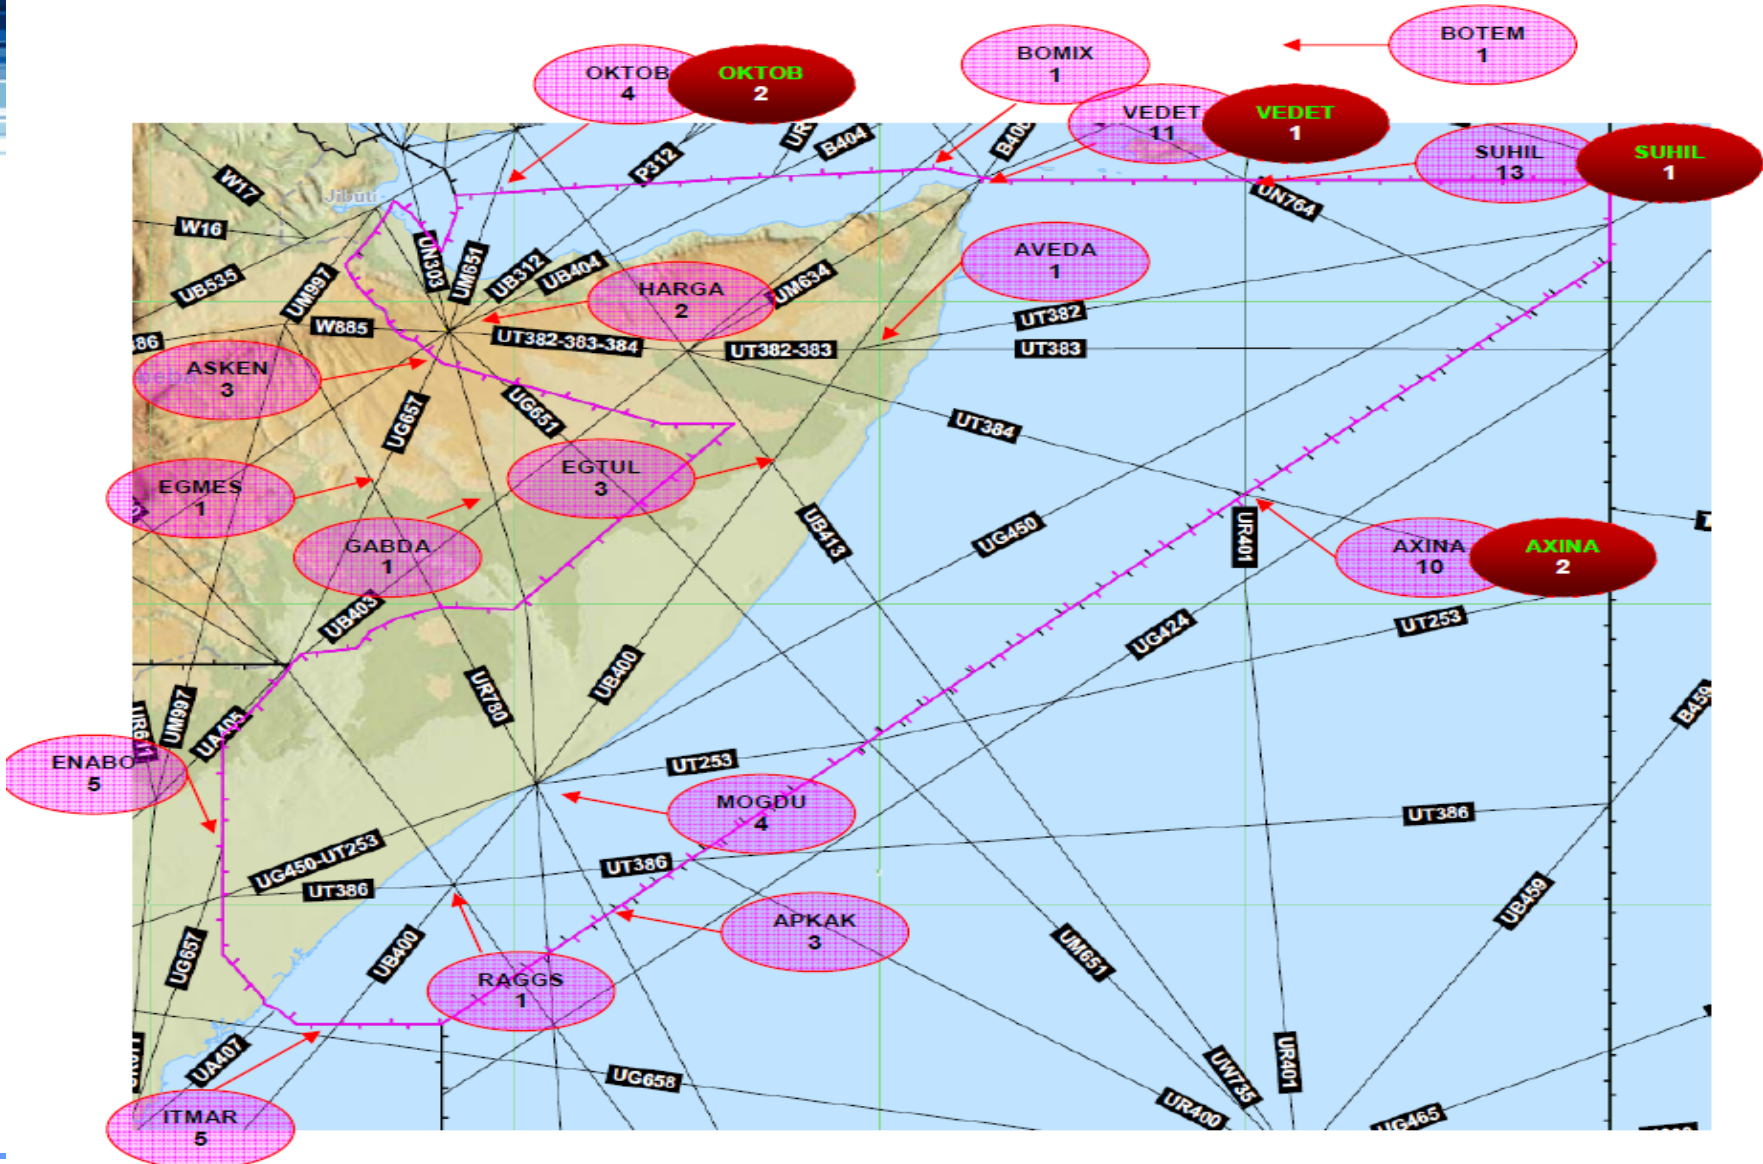 BOTEM
1
BOMIX
1
OKTOB
4
OKTOB
2
VEDET
11
VEDET
1
SUHIL
13
SUHIL
1
B404
P312
W17
Jibuti
W16
UN764
UN303
UM651
UB312
UB404
AVEDA
1
UB535
UM997
HARGA
2
UM634
UT382
W885
UT382-383-384
UT382-383
UT383
ASKEN
3
UG657
UG651
UT384
EGTUL
3
EGMES
1
UB413
UG450
UR401
GABDA
1
AXINA
10
AXINA
2
UB403
UG424
UT253
UB400
UR780
UM997
UA405
B459
ENABO
5
UT253
MOGDU
4
UT386
UG450-UT253
UT386
UT386
UB459
APKAK
3
UG657
UB400
UM651
RAGGS
1
UA407
UG658
UW735
UR401
UR400
UG465
ITMAR
5